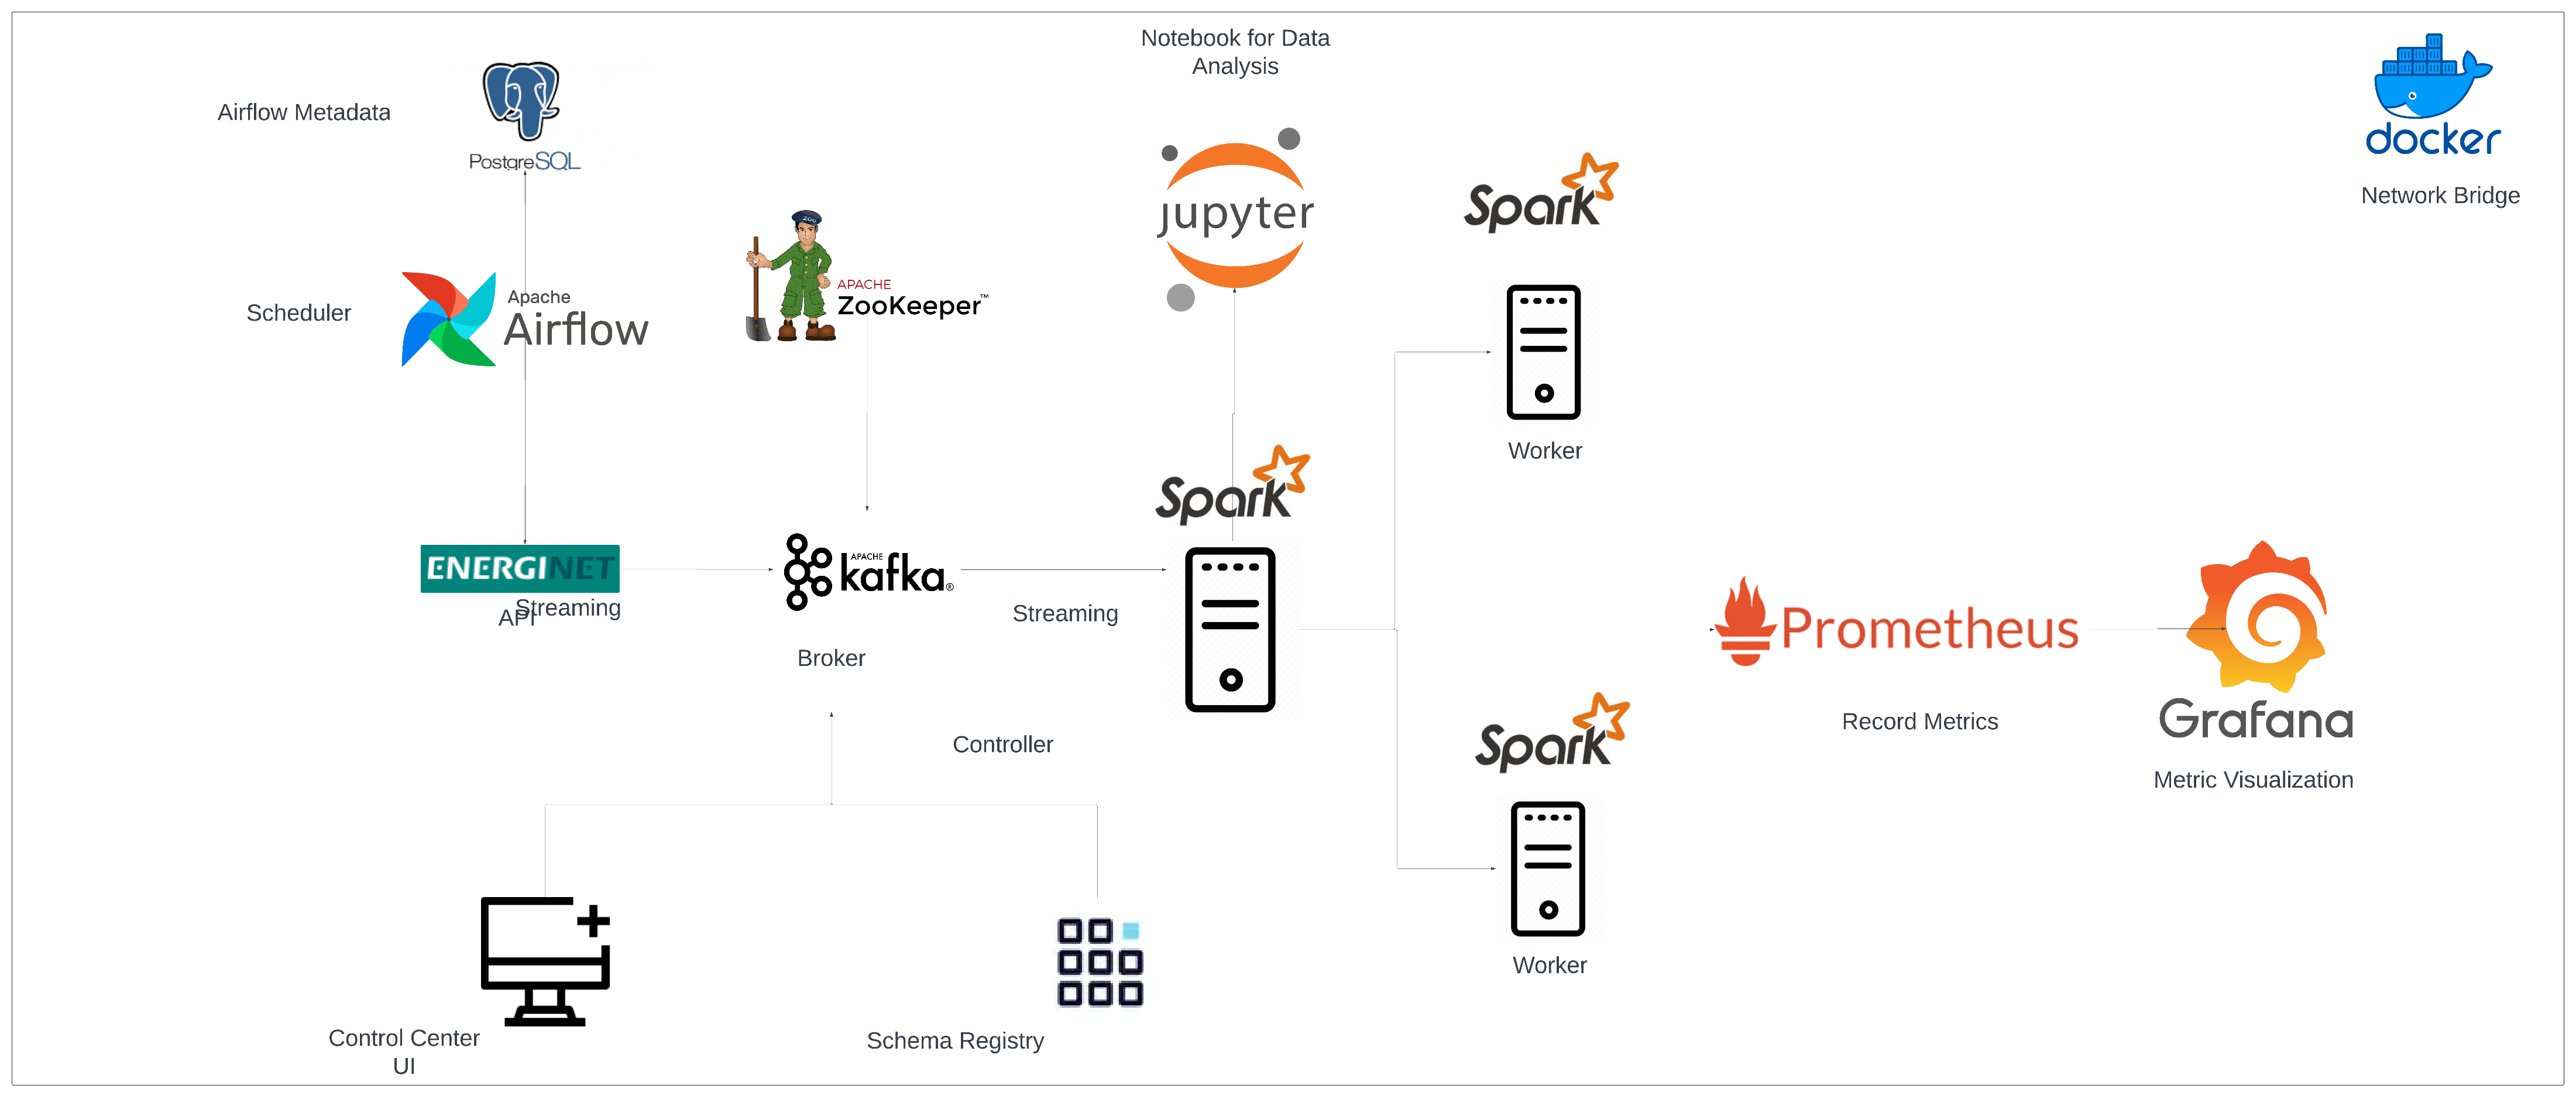 Notebook for Data
Analysis
Airflow Metadata
PostgreSQL
docker
Network Bridge
Spark
jupyter
ZOO
APACHE
ZooKeeper™
Scheduler
Apache
Airflow
Worker
Spark
ENERGINET
API
Streaming
APACHE
kafka®
Broker
Streaming
Prometheus
Record Metrics
Grafana
Metric Visualization
Controller
Spark
Worker
Control Center
UI
Schema Registry